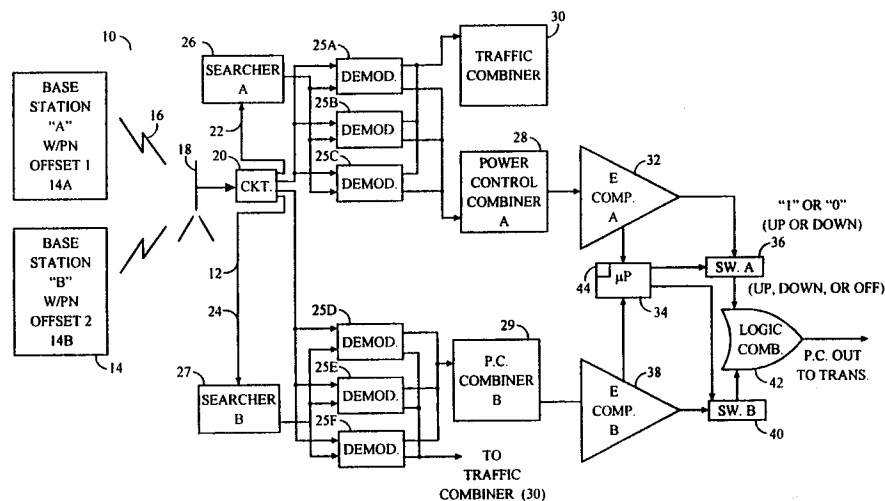 10
BASE
STATION
"A"
W/PN
OFFSET 1
14A
16
18
BASE
STATION
"B"
W/PN
OFFSET 2
14B
14
26
SEARCHER
A
22
20
CKT.
12
24
27
SEARCHER
B
25A
DEMOD.
25B
DEMOD.
25C
DEMOD.
30
TRAFFIC
COMBINER
28
POWER
CONTROL
COMBINER
A
32
E
COMP.
A
"1" OR "0"
(UP OR DOWN)
36
SW. A
(UP, DOWN, OR OFF)
44
µP
34
LOGIC
COMB.
42
P.C. OUT
TO TRANS.
25D
DEMOD.
25E
DEMOD.
25F
DEMOD.
29
P.C.
COMBINER
B
38
E
COMP.
B
SW. B
40
TO
TRAFFIC
COMBINER (30)